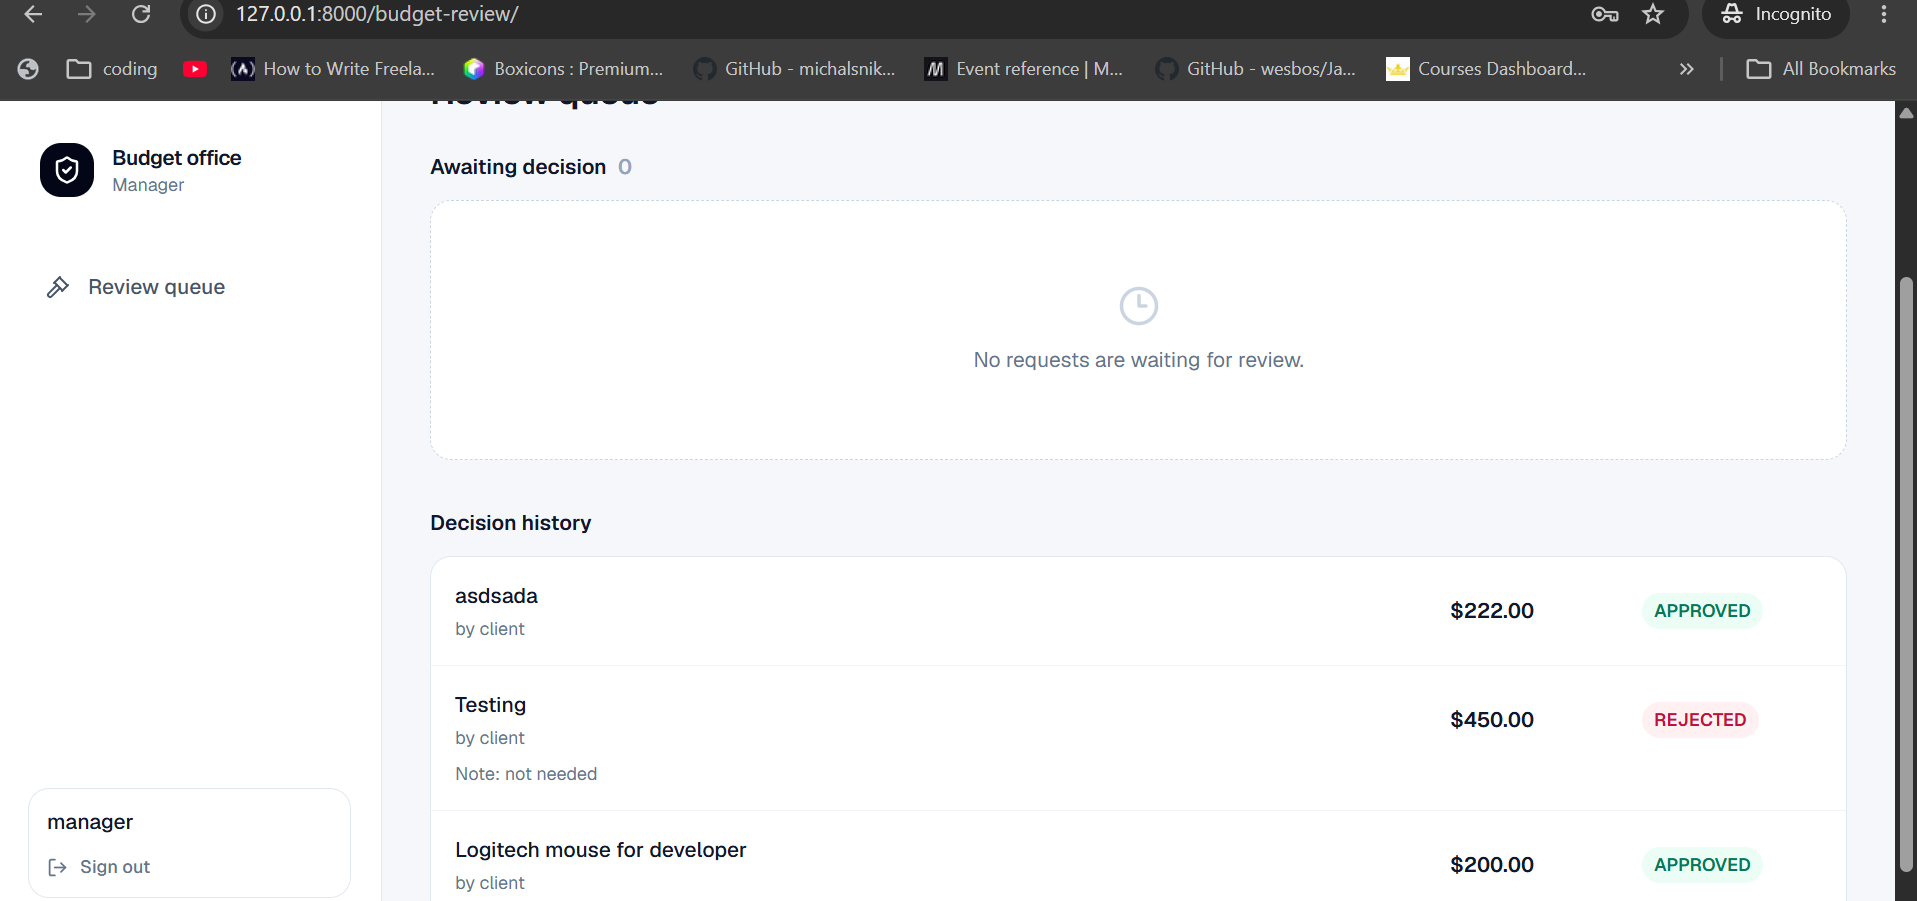 127.0.0.1:8000/budget-review/
Incognito
coding
How to Write Freela...
Boxicons : Premium...
GitHub - michalsnik...
Event reference | M...
GitHub - wesbos/Ja...
Courses Dashboard...
All Bookmarks
Review queue
Budget office
Manager
Review queue
Awaiting decision 0
No requests are waiting for review.
Decision history
asdsada
by client
$222.00
APPROVED
Testing
by client
Note: not needed
$450.00
REJECTED
Logitech mouse for developer
by client
$200.00
APPROVED
manager
Sign out